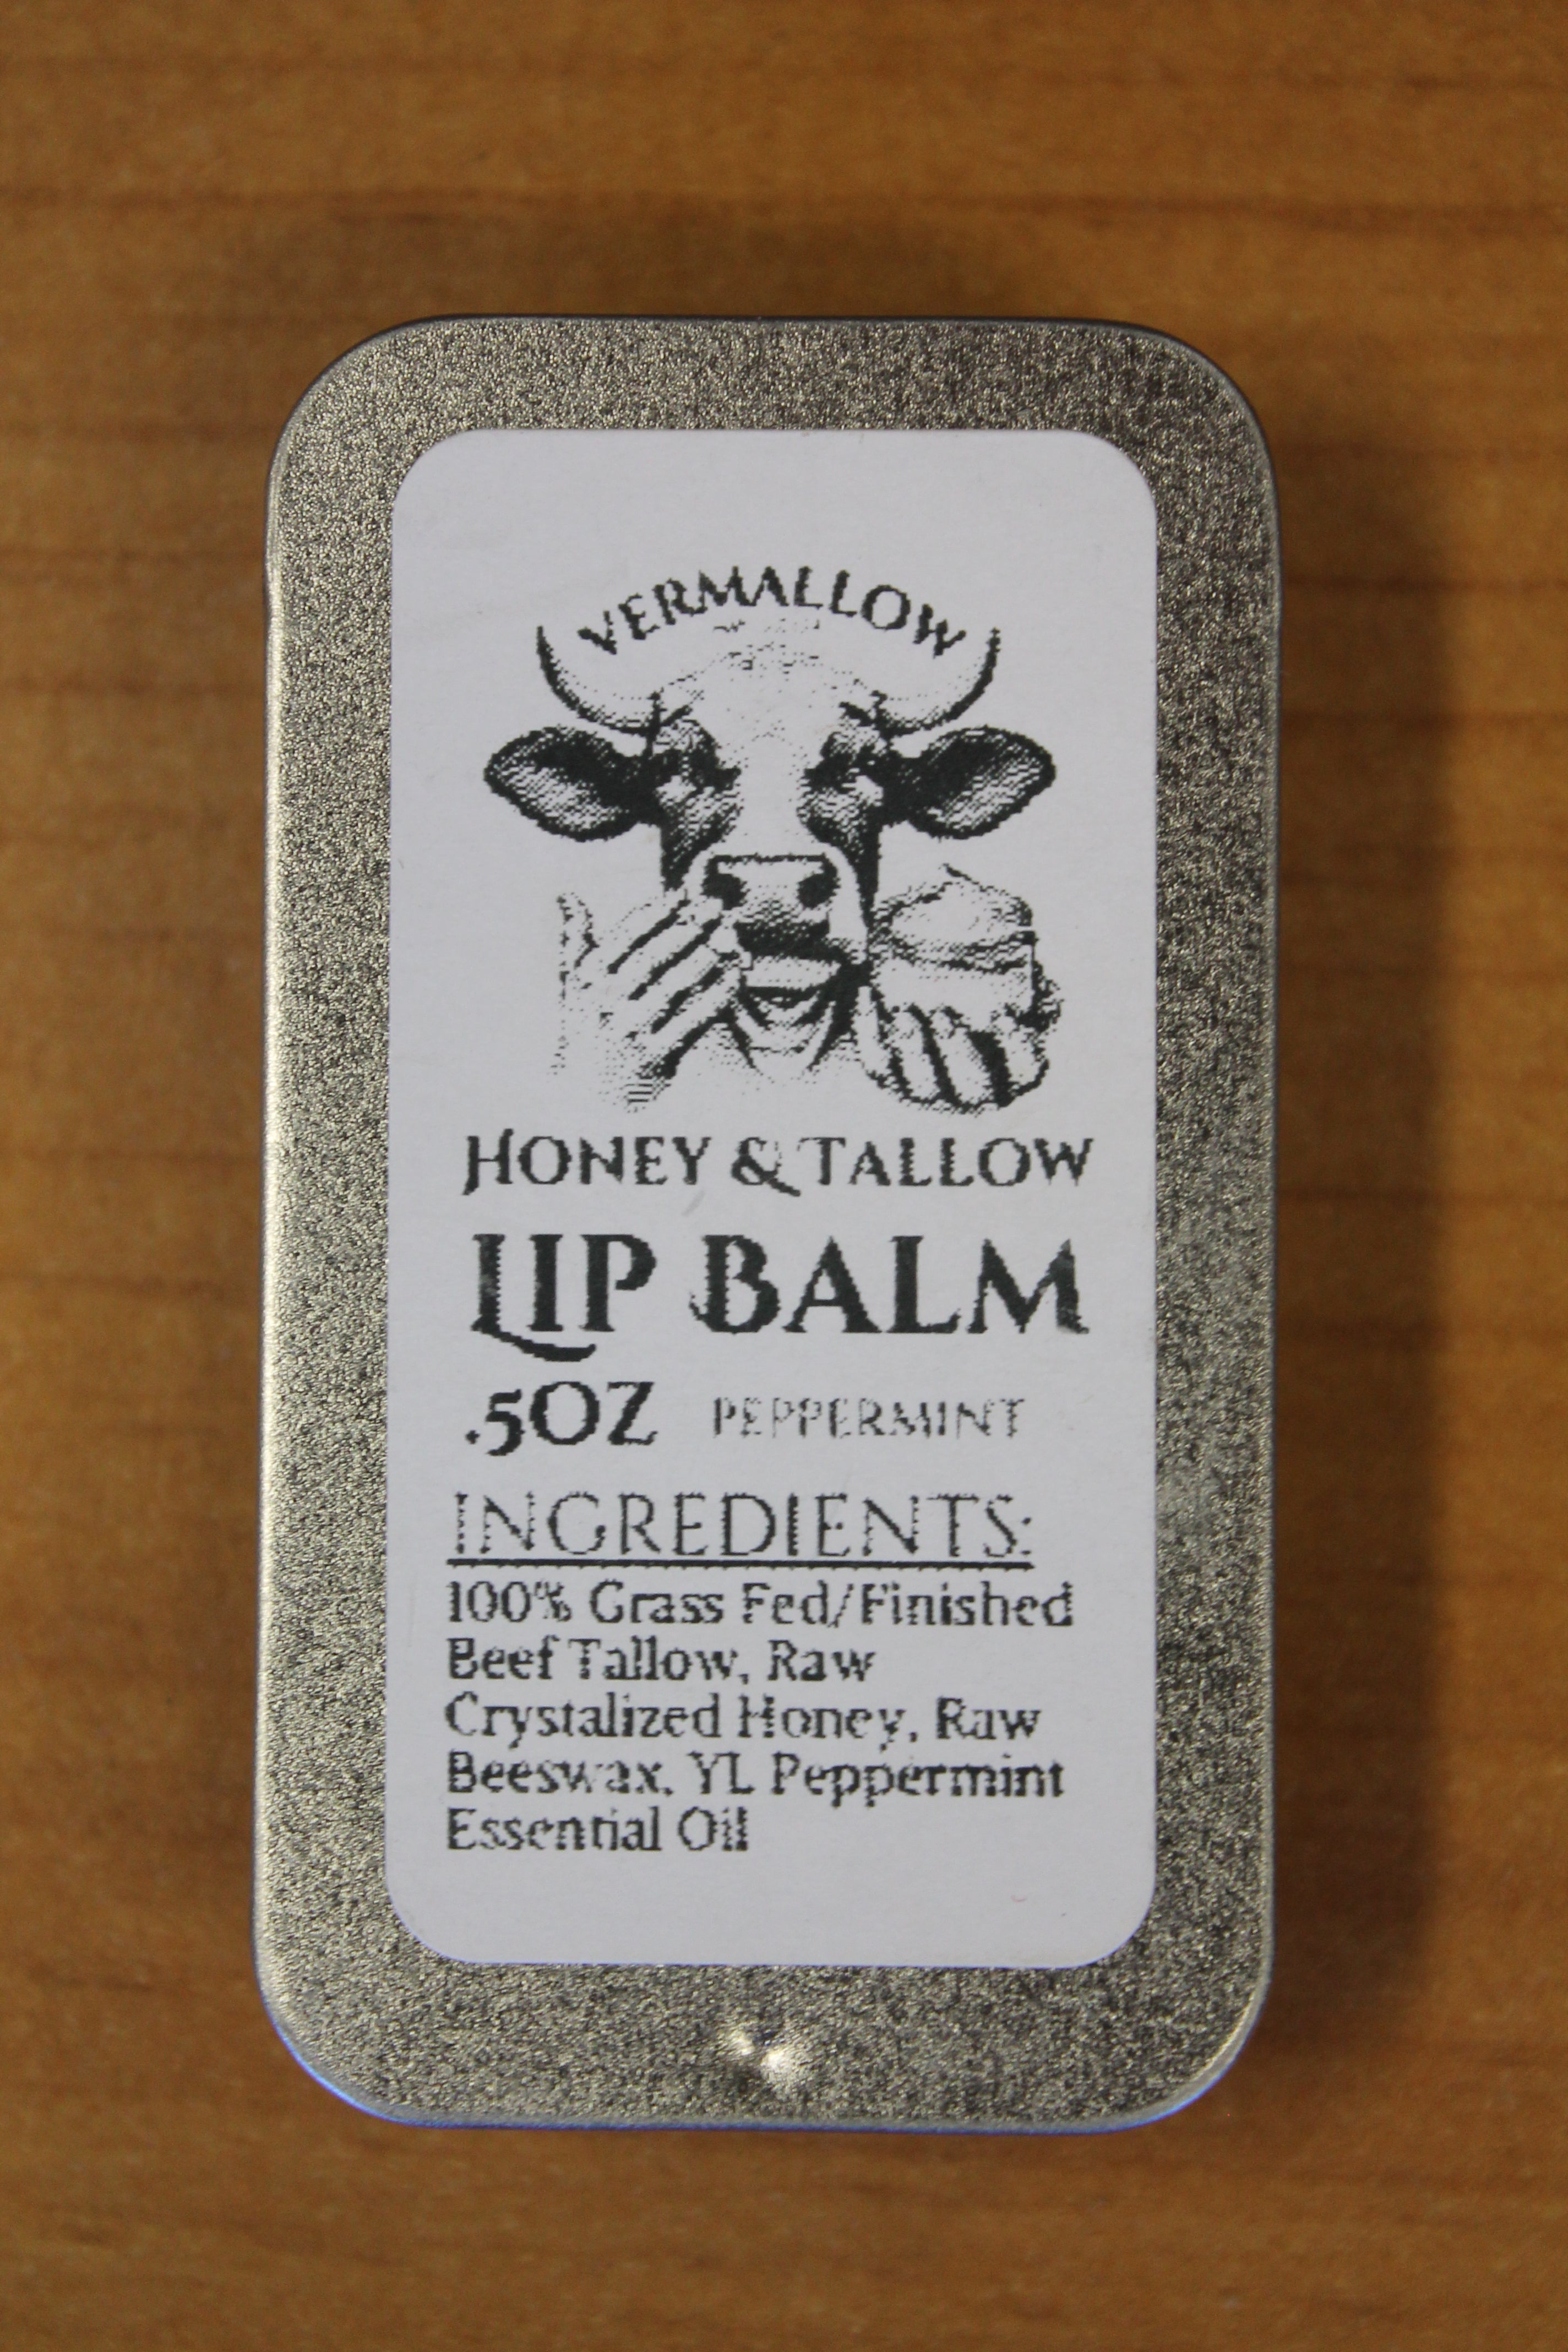 VERMALLOW
HONEY & TALLOW
LIP BALM
.5OZ PEPPERMINT
INGREDIENTS:
100% Grass Fed/Finished
Beef Tallow, Raw
Crystalized Honey, Raw
Beeswax, YL Peppermint
Essential Oil